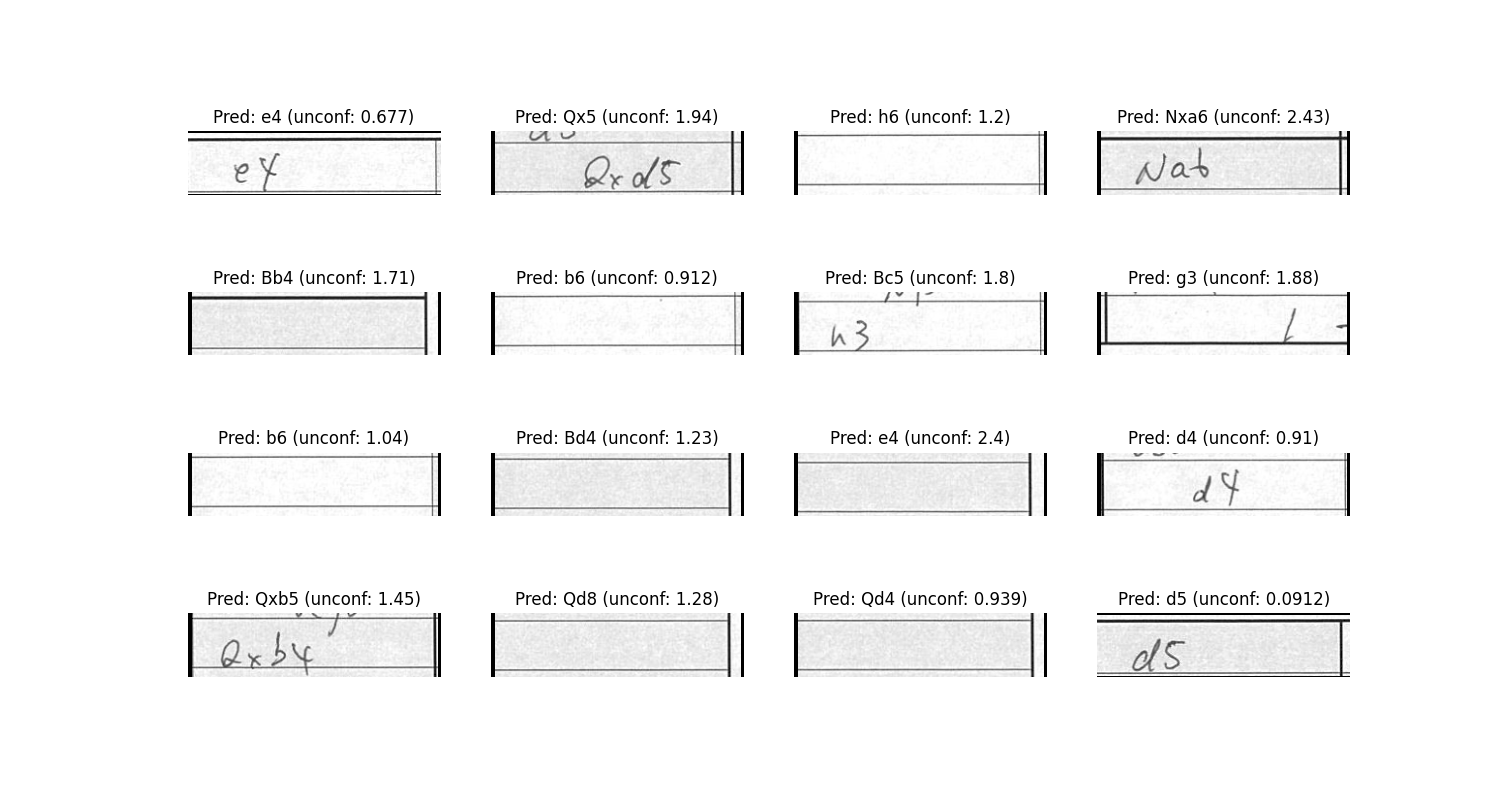 Pred: e4 (unconf: 0.677)
Pred: Qx5 (unconf: 1.94)
Pred: h6 (unconf: 1.2)
Pred: Nxa6 (unconf: 2.43)
e4
Qxd5
Na6
Pred: Bb4 (unconf: 1.71)
Pred: b6 (unconf: 0.912)
Pred: Bc5 (unconf: 1.8)
Pred: g3 (unconf: 1.88)
h3
1 -
Pred: b6 (unconf: 1.04)
Pred: Bd4 (unconf: 1.23)
Pred: e4 (unconf: 2.4)
Pred: d4 (unconf: 0.91)
d4
Pred: Qxb5 (unconf: 1.45)
Pred: Qd8 (unconf: 1.28)
Pred: Qd4 (unconf: 0.939)
Pred: d5 (unconf: 0.0912)
Qxb4
d5